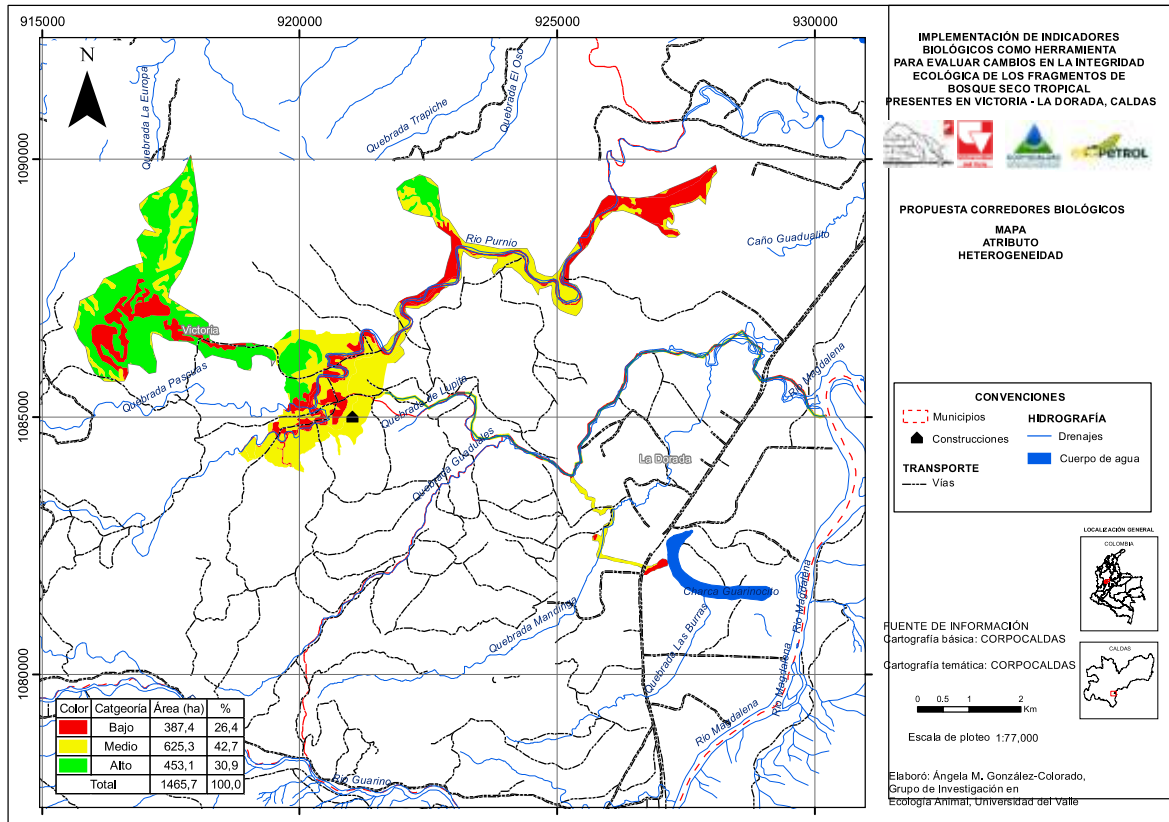 915000
920000
925000
930000
1090000
1085000
1080000
N
Quebrada La Europa
Quebrada Trapiche
Quebrada El Oso
Rio Purnio
Caño Guadualito
Victoria
Quebrada Pascuas
Quebrada de Lupita
Quebrada Guaduales
La Dorada
Rio Magdalena
Charca Guarinocito
Quebrada Mandinga
Quebrada Las Burras
Rio Magdalena
Rio Magdalena
Rio Magdalena
Rio Magdalena
Rio Guarino
Color Catgeoría Área (ha) %
Bajo 387,4 26,4
Medio 625,3 42,7
Alto 453,1 30,9
Total 1465,7 100,0
IMPLEMENTACIÓN DE INDICADORES
BIOLÓGICOS COMO HERRAMIENTA
PARA EVALUAR CAMBIOS EN LA INTEGRIDAD
ECOLÓGICA DE LOS FRAGMENTOS DE
BOSQUE SECO TROPICAL
PRESENTES EN VICTORIA - LA DORADA, CALDAS
PETROL
PROPUESTA CORREDORES BIOLÓGICOS
MAPA
ATRIBUTO
HETEROGENEIDAD
CONVENCIONES
Municipios
Construcciones
TRANSPORTE
Vías
HIDROGRAFÍA
Drenajes
Cuerpo de agua
LOCALIZACIÓN GENERAL
COLOMBIA
CALDAS
FUENTE DE INFORMACIÓN
Cartografía básica: CORPOCALDAS
Cartografía temática: CORPOCALDAS
0 0.5 1 2
Km
Escala de ploteo 1:77,000
Elaboró: Ángela M. González-Colorado,
Grupo de Investigación en
Ecología Animal, Universidad del Valle